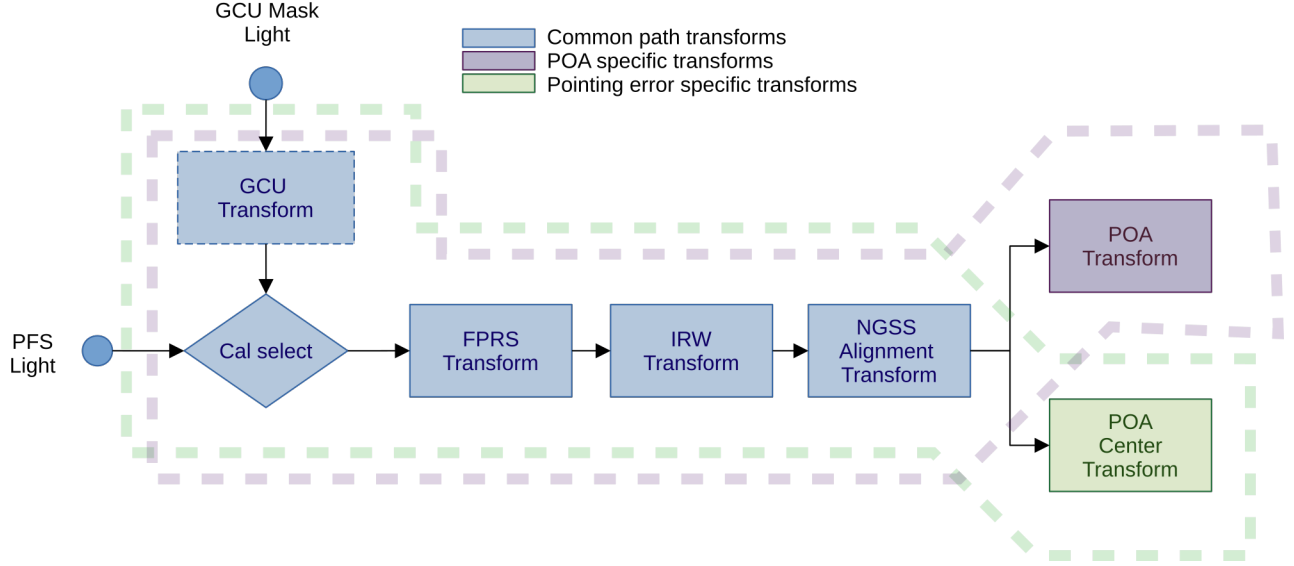 GCU Mask
Light
Common path transforms
POA specific transforms
Pointing error specific transforms
GCU
Transform
PFS
Light
Cal select
FPRS
Transform
IRW
Transform
NGSS
Alignment
Transform
POA
Transform
POA
Center
Transform